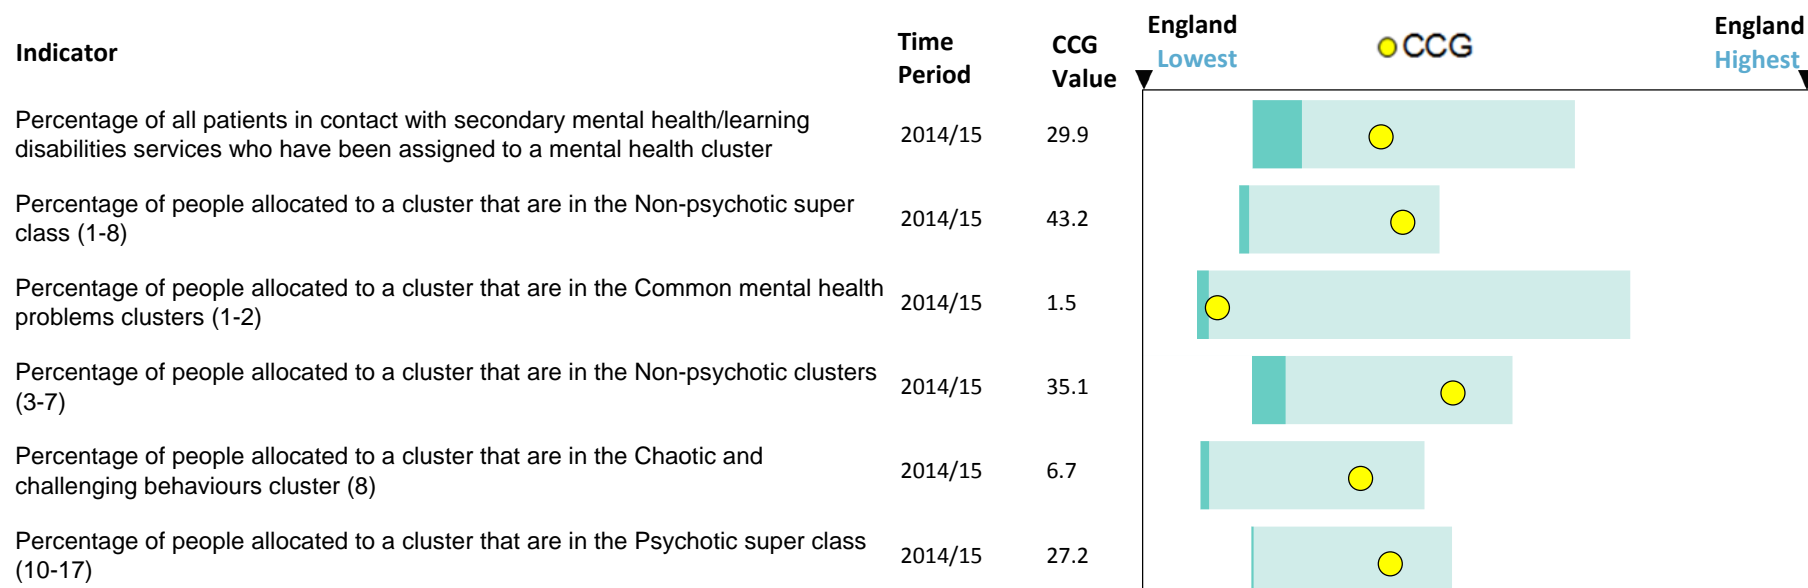 Indicator
Time
Period
CCG
Value
England
Lowest
CCG
England
Highest
Percentage of all patients in contact with secondary mental health/learning
disabilities services who have been assigned to a mental health cluster
2014/15
29.9
Percentage of people allocated to a cluster that are in the Non-psychotic super
class (1-8)
2014/15
43.2
Percentage of people allocated to a cluster that are in the Common mental health
problems clusters (1-2)
2014/15
1.5
Percentage of people allocated to a cluster that are in the Non-psychotic clusters
(3-7)
2014/15
35.1
Percentage of people allocated to a cluster that are in the Chaotic and
challenging behaviours cluster (8)
2014/15
6.7
Percentage of people allocated to a cluster that are in the Psychotic super class
(10-17)
2014/15
27.2